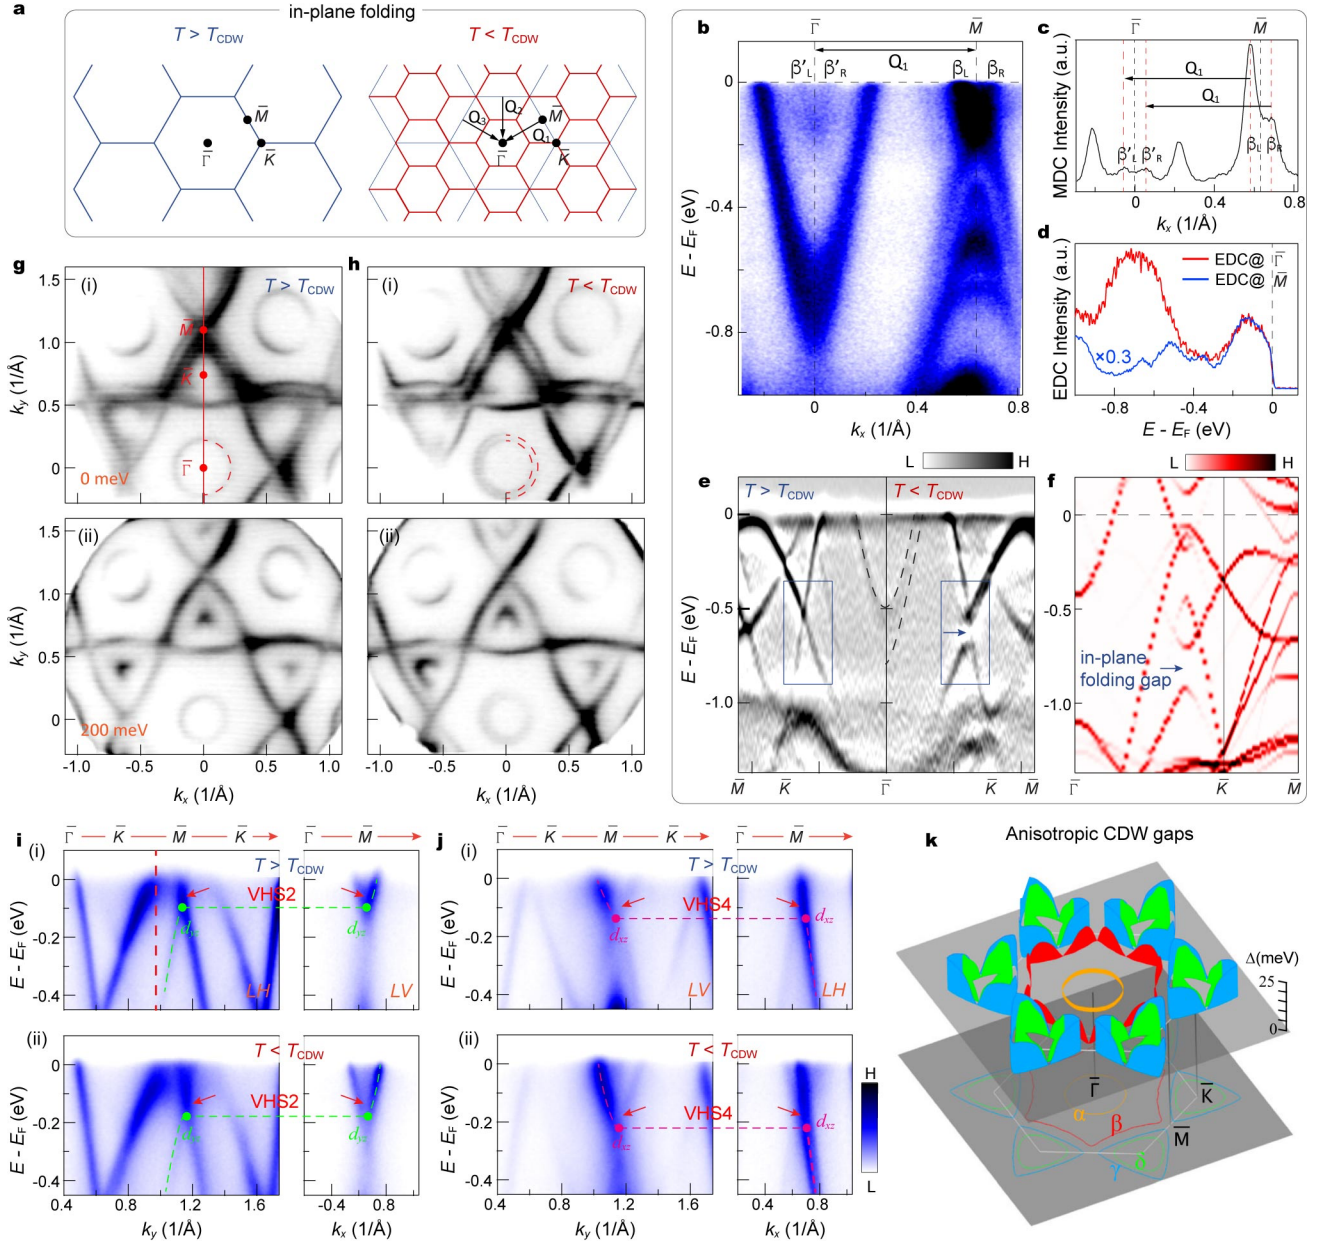 a
in-plane folding
T > TCDW
T < TCDW
M̅
Γ̅
K̅
Q3
Q2
M̅
Q1
Γ̅
K̅
b
Γ̅
M̅
Q1
β'L
β'R
βL
βR
0
-0.4
-0.8
E - EF (eV)
0
0.4
0.8
kx (1/Å)
c
Γ̅
M̅
Q1
Q1
β'L
β'R
βL
βR
MDC Intensity (a.u.)
0
0.4
0.8
kx (1/Å)
d
EDC@ Γ̅
EDC@ M̅
×0.3
EDC Intensity (a.u.)
-0.8
-0.4
0
E - EF (eV)
L
H
e
T > TCDW
T < TCDW
0
-0.5
-1.0
E - EF (eV)
M̅
K̅
Γ̅
K̅
M̅
L
H
f
0
-0.5
-1.0
in-plane
folding gap
Γ̅
K̅
M̅
g
(i)
T > TCDW
M̅
K̅
Γ̅
0 meV
1.5
1.0
0.5
0
ky (1/Å)
(ii)
200 meV
1.5
1.0
0.5
0
ky (1/Å)
-1.0
-0.5
0
0.5
1.0
kx (1/Å)
h
(i)
T < TCDW
(ii)
-1.0
-0.5
0
0.5
1.0
kx (1/Å)
i
Γ̅
K̅
M̅
K̅
Γ̅
M̅
(i)
T > TCDW
VHS2
dyz
dyz
LH
LV
0
-0.2
-0.4
E - EF (eV)
(ii)
T < TCDW
VHS2
dyz
dyz
0
-0.2
-0.4
E - EF (eV)
0.4
0.8
1.2
1.6
ky (1/Å)
-0.4
0.8
kx (1/Å)
j
Γ̅
K̅
M̅
K̅
Γ̅
M̅
(i)
T > TCDW
VHS4
dxz
dxz
LV
LH
0
-0.2
-0.4
E - EF (eV)
(ii)
T < TCDW
VHS4
dxz
dxz
0
-0.2
-0.4
E - EF (eV)
0.4
0.8
1.2
1.6
ky (1/Å)
0.4
0.8
kx (1/Å)
H
L
k
Anisotropic CDW gaps
Δ(meV)
25
0
Γ̅
K̅
M̅
α
β
γ
δ